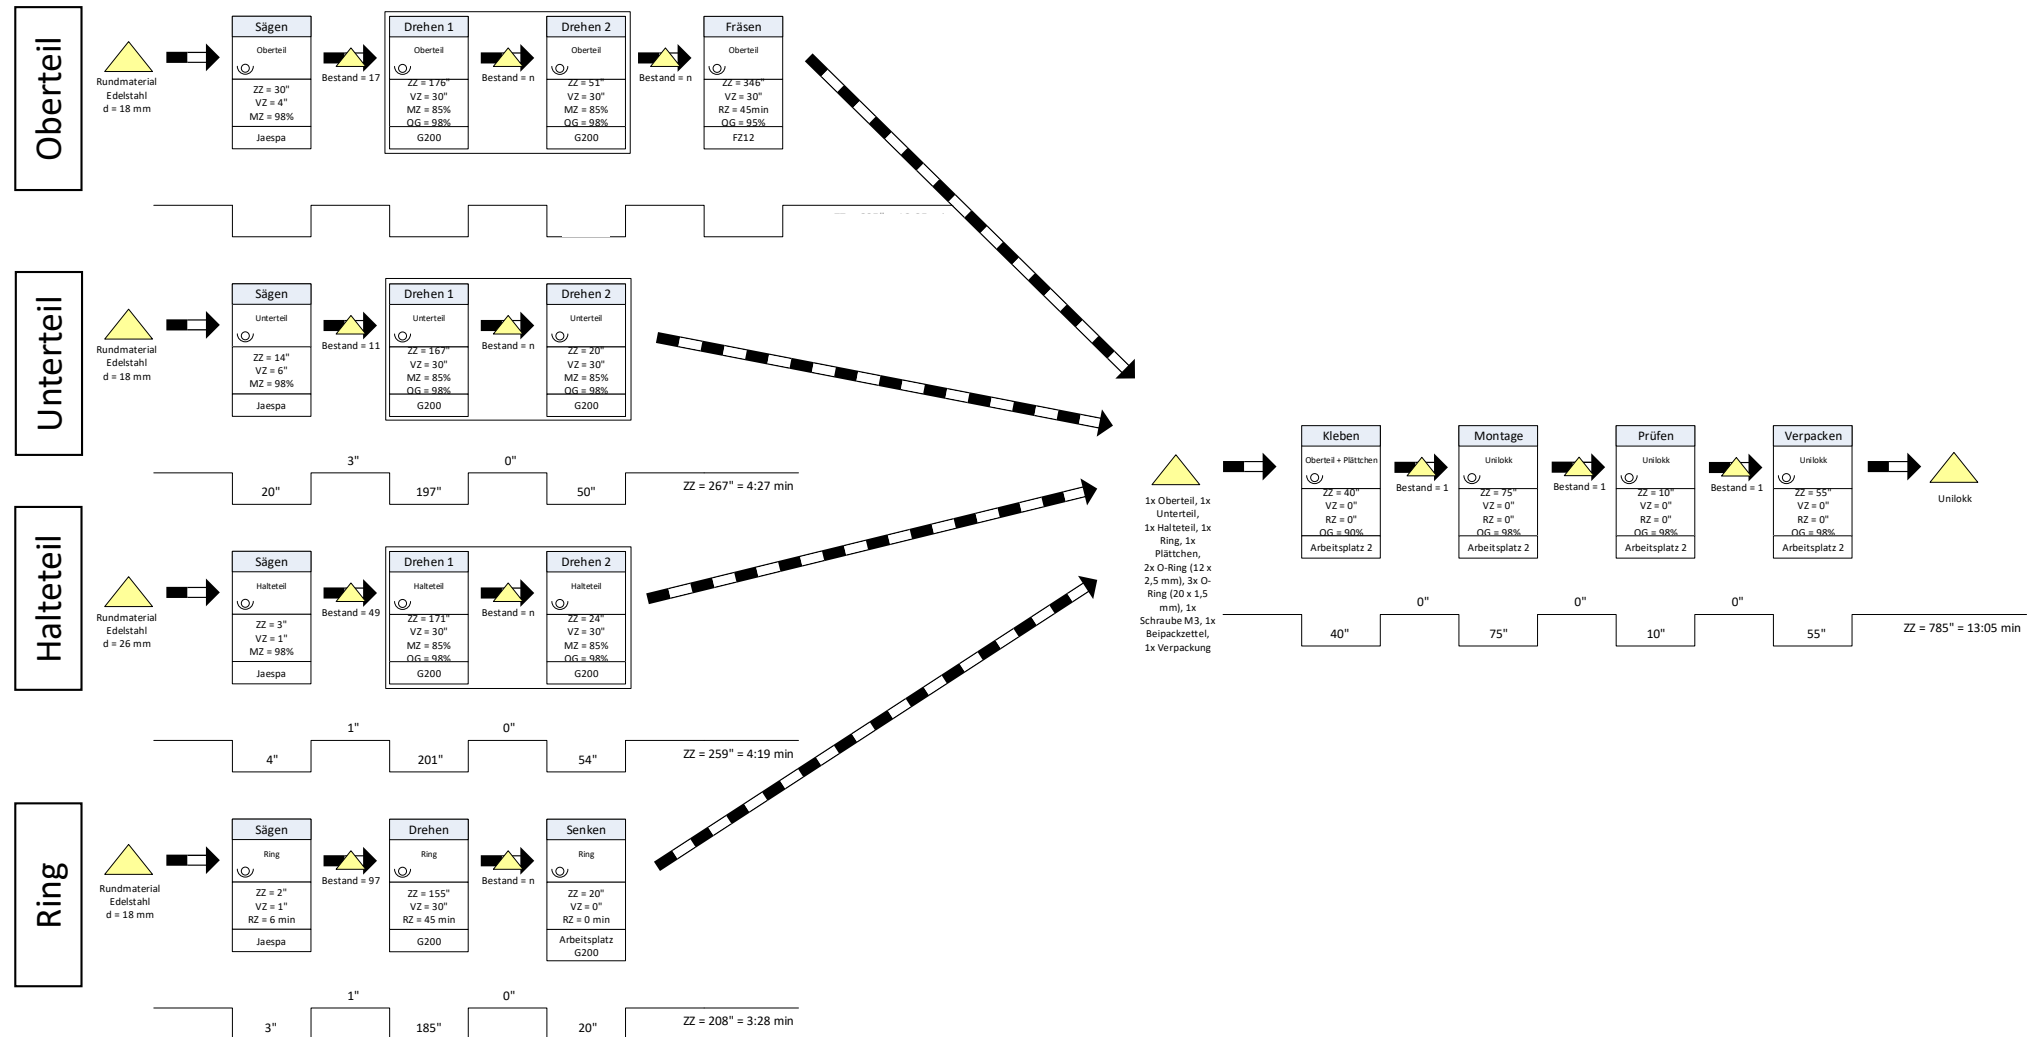 Oberteil
Rundmaterial
Edelstahl
d = 18 mm
Sägen
Oberteil
ZZ = 30"
VZ = 4"
MZ = 98%
Jaespa
Bestand = 17
Drehen 1
Oberteil
ZZ = 176"
VZ = 30"
MZ = 85%
QG = 98%
G200
Bestand = n
Drehen 2
Oberteil
ZZ = 51"
VZ = 30"
MZ = 85%
QG = 98%
G200
Bestand = n
Fräsen
Oberteil
ZZ = 346"
VZ = 30"
RZ = 45min
QG = 95%
FZ12
Unterteil
Rundmaterial
Edelstahl
d = 18 mm
Sägen
Unterteil
ZZ = 14"
VZ = 6"
MZ = 98%
Jaespa
Bestand = 11
Drehen 1
Unterteil
ZZ = 167"
VZ = 30"
MZ = 85%
QG = 98%
G200
Bestand = n
Drehen 2
Unterteil
ZZ = 20"
VZ = 30"
MZ = 85%
QG = 98%
G200
3"
0"
20"
197"
50"
ZZ = 267" = 4:27 min
Halteteil
Rundmaterial
Edelstahl
d = 26 mm
Sägen
Halteteil
ZZ = 3"
VZ = 1"
MZ = 98%
Jaespa
Bestand = 49
Drehen 1
Halteteil
ZZ = 171"
VZ = 30"
MZ = 85%
QG = 98%
G200
Bestand = n
Drehen 2
Halteteil
ZZ = 24"
VZ = 30"
MZ = 85%
QG = 98%
G200
1"
0"
4"
201"
54"
ZZ = 259" = 4:19 min
Ring
Rundmaterial
Edelstahl
d = 18 mm
Sägen
Ring
ZZ = 2"
VZ = 1"
RZ = 6 min
Jaespa
Bestand = 97
Drehen
Ring
ZZ = 155"
VZ = 30"
RZ = 45 min
G200
Bestand = n
Senken
Ring
ZZ = 20"
VZ = 0"
RZ = 0 min
Arbeitsplatz
G200
1"
0"
3"
185"
20"
ZZ = 208" = 3:28 min
1x Oberteil, 1x
Unterteil,
1x Halteteil, 1x
Ring, 1x
Plättchen,
2x O-Ring (12 x
2,5 mm), 3x O-
Ring (20 x 1,5
mm), 1x
Schraube M3, 1x
Beipackzettel,
1x Verpackung
Kleben
Oberteil + Plättchen
ZZ = 40"
VZ = 0"
RZ = 0"
QG = 90%
Arbeitsplatz 2
Bestand = 1
Montage
Unilokk
ZZ = 75"
VZ = 0"
RZ = 0"
QG = 98%
Arbeitsplatz 2
Bestand = 1
Prüfen
Unilokk
ZZ = 10"
VZ = 0"
RZ = 0"
QG = 98%
Arbeitsplatz 2
Bestand = 1
Verpacken
Unilokk
ZZ = 55"
VZ = 0"
RZ = 0"
QG = 98%
Arbeitsplatz 2
Unilokk
0"
0"
0"
40"
75"
10"
55"
ZZ = 785" = 13:05 min